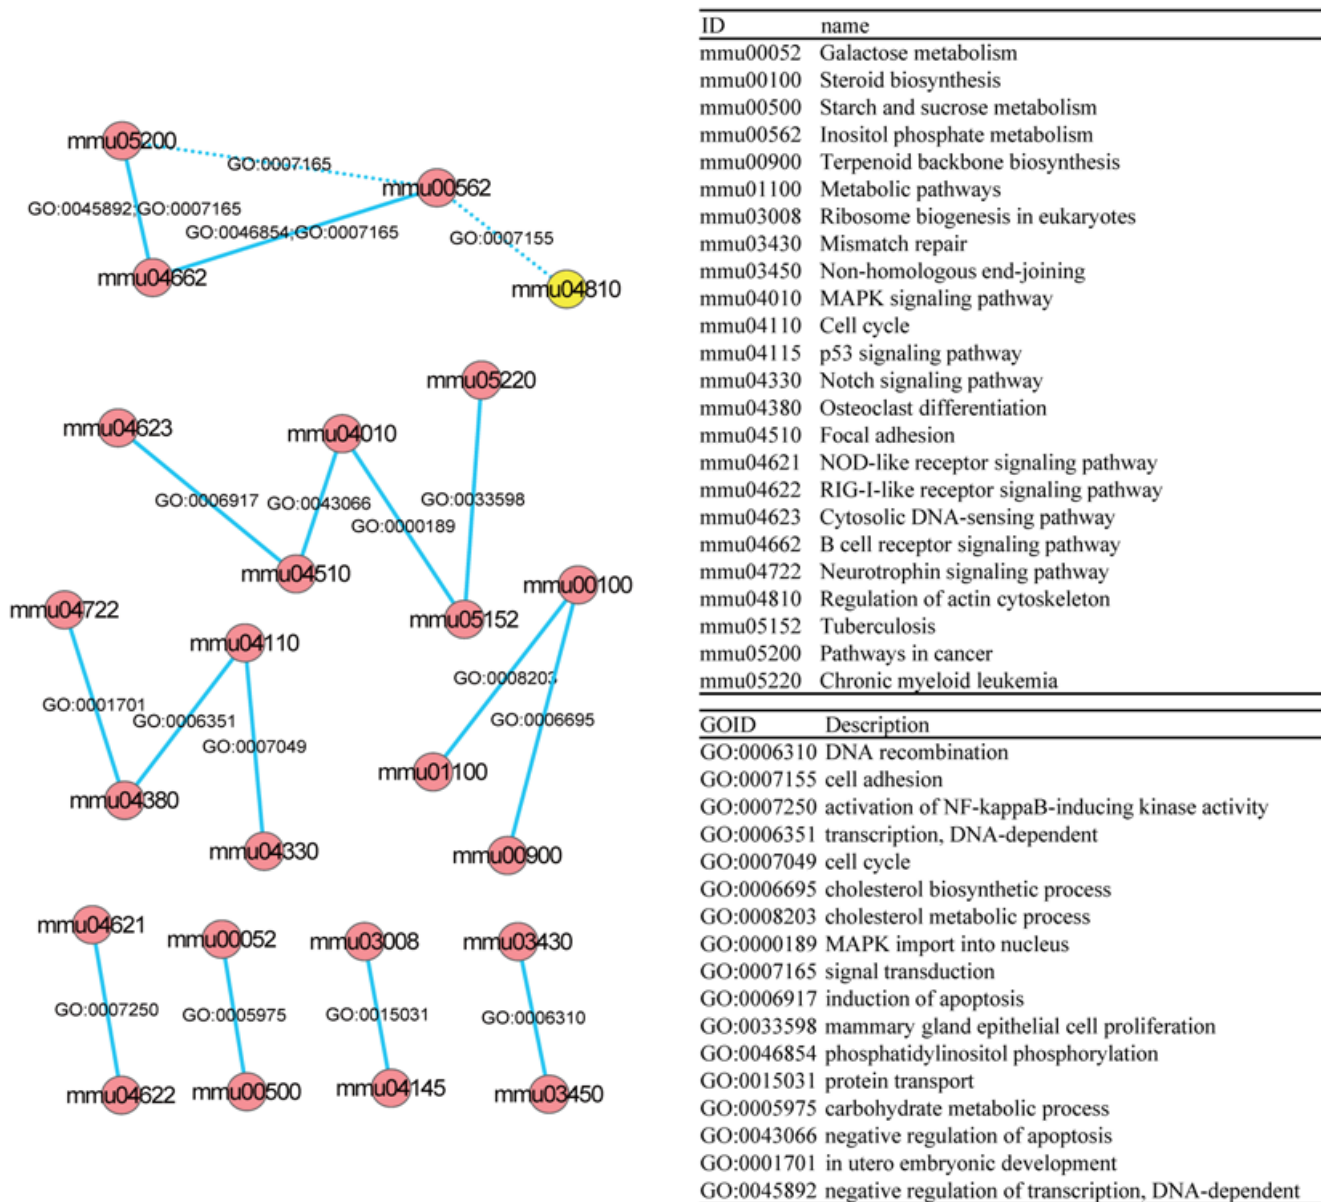 mmu05200
GO:0007165
mmu00562
GO:0045892;GO:0007165
GO:0046854;GO:0007165
GO:0007155
mmu04662
mmu04810
mmu05220
mmu04623
mmu04010
GO:0006917
GO:0043066
GO:0033598
GO:0000189
mmu04510
mmu00100
mmu04722
mmu05152
mmu04110
GO:0008203
GO:0001701
GO:0006351
GO:0006695
GO:0007049
mmu01100
mmu04380
mmu04330
mmu00900
mmu04621
mmu00052
mmu03008
mmu03430
GO:0007250
GO:0005975
GO:0015031
GO:0006310
mmu04622
mmu00500
mmu04145
mmu03450
ID name
mmu00052 Galactose metabolism
mmu00100 Steroid biosynthesis
mmu00500 Starch and sucrose metabolism
mmu00562 Inositol phosphate metabolism
mmu00900 Terpenoid backbone biosynthesis
mmu01100 Metabolic pathways
mmu03008 Ribosome biogenesis in eukaryotes
mmu03430 Mismatch repair
mmu03450 Non-homologous end-joining
mmu04010 MAPK signaling pathway
mmu04110 Cell cycle
mmu04115 p53 signaling pathway
mmu04330 Notch signaling pathway
mmu04380 Osteoclast differentiation
mmu04510 Focal adhesion
mmu04621 NOD-like receptor signaling pathway
mmu04622 RIG-I-like receptor signaling pathway
mmu04623 Cytosolic DNA-sensing pathway
mmu04662 B cell receptor signaling pathway
mmu04722 Neurotrophin signaling pathway
mmu04810 Regulation of actin cytoskeleton
mmu05152 Tuberculosis
mmu05200 Pathways in cancer
mmu05220 Chronic myeloid leukemia
GOID Description
GO:0006310 DNA recombination
GO:0007155 cell adhesion
GO:0007250 activation of NF-kappaB-inducing kinase activity
GO:0006351 transcription, DNA-dependent
GO:0007049 cell cycle
GO:0006695 cholesterol biosynthetic process
GO:0008203 cholesterol metabolic process
GO:0000189 MAPK import into nucleus
GO:0007165 signal transduction
GO:0006917 induction of apoptosis
GO:0033598 mammary gland epithelial cell proliferation
GO:0046854 phosphatidylinositol phosphorylation
GO:0015031 protein transport
GO:0005975 carbohydrate metabolic process
GO:0043066 negative regulation of apoptosis
GO:0001701 in utero embryonic development
GO:0045892 negative regulation of transcription, DNA-dependent